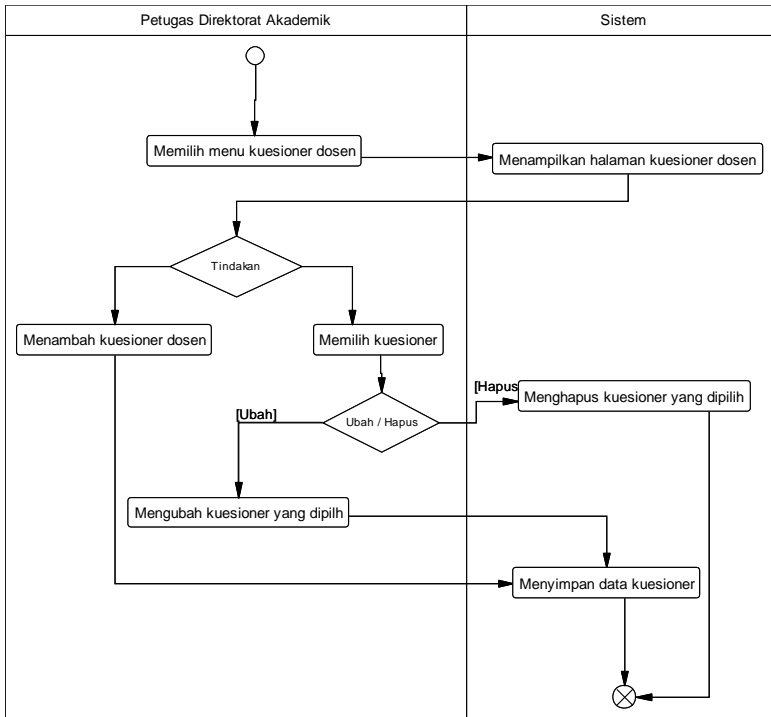 Petugas Direktorat Akademik
Sistem
Memilih menu kuesioner dosen
Menampilkan halaman kuesioner dosen
Tindakan
Menambah kuesioner dosen
Memilih kuesioner
[Hapus
Menghapus kuesioner yang dipilih
[Ubah]
Ubah / Hapus
Mengubah kuesioner yang dipilh
Menyimpan data kuesioner